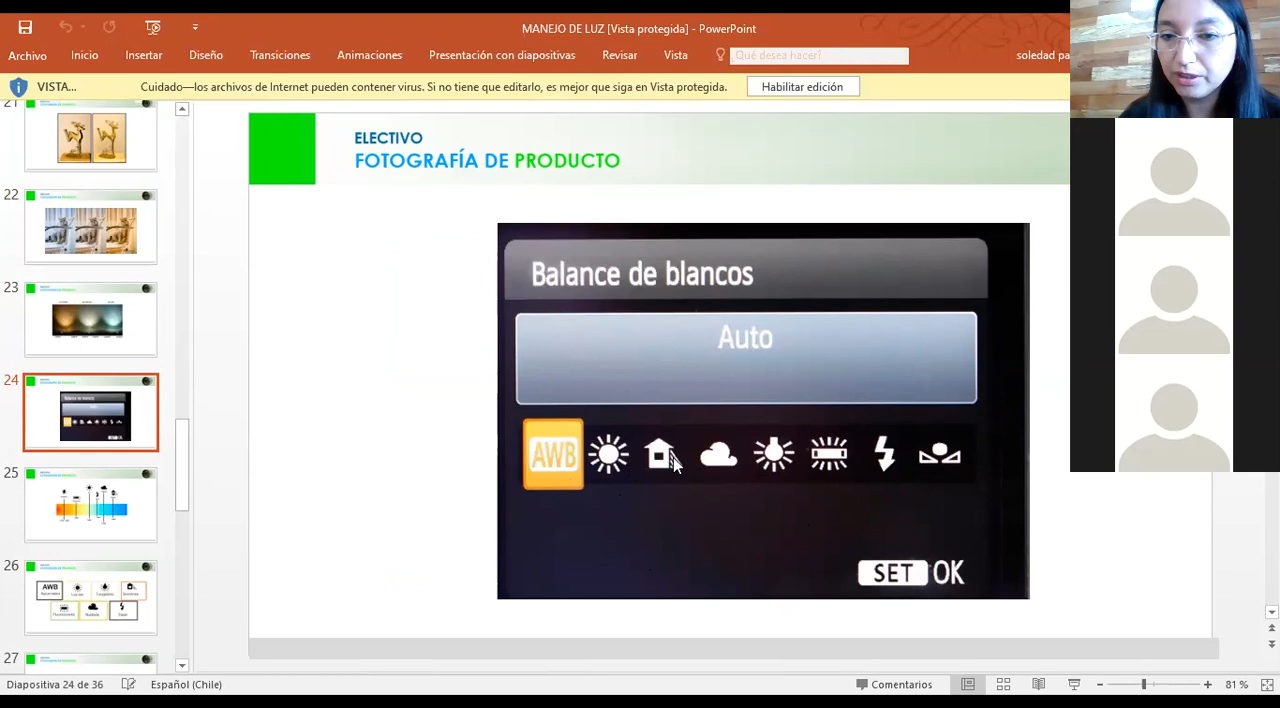 MANEJO DE LUZ [Vista protegida] - PowerPoint
Archivo Inicio Insertar Diseño Transiciones Animaciones Presentación con diapositivas Revisar Vista ¿Qué desea hacer? soledad pa
VISTA... Cuidado—los archivos de Internet pueden contener virus. Si no tiene que editarlo, es mejor que siga en Vista protegida. Habilitar edición
21
22
23
24
Balance de blancos
25
26
AWB
27
ELECTIVO
FOTOGRAFÍA DE PRODUCTO
Balance de blancos
Auto
AWB
SET OK
Diapositiva 24 de 36 Español (Chile) Comentarios 81 %